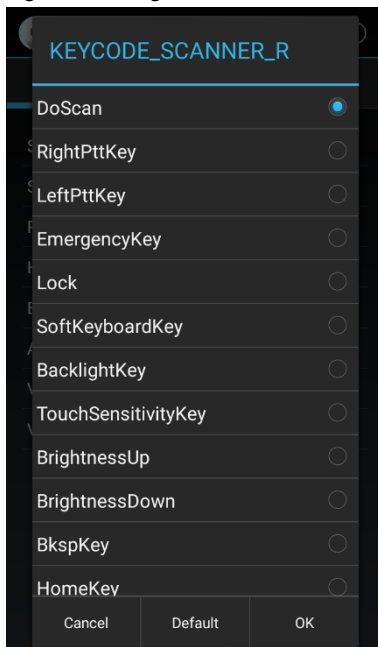 KEYCODE_SCANNER_R
DoScan
RightPttKey
LeftPttKey
EmergencyKey
Lock
SoftKeyboardKey
BacklightKey
TouchSensitivityKey
BrightnessUp
BrightnessDown
BkspKey
HomeKey
Cancel Default OK